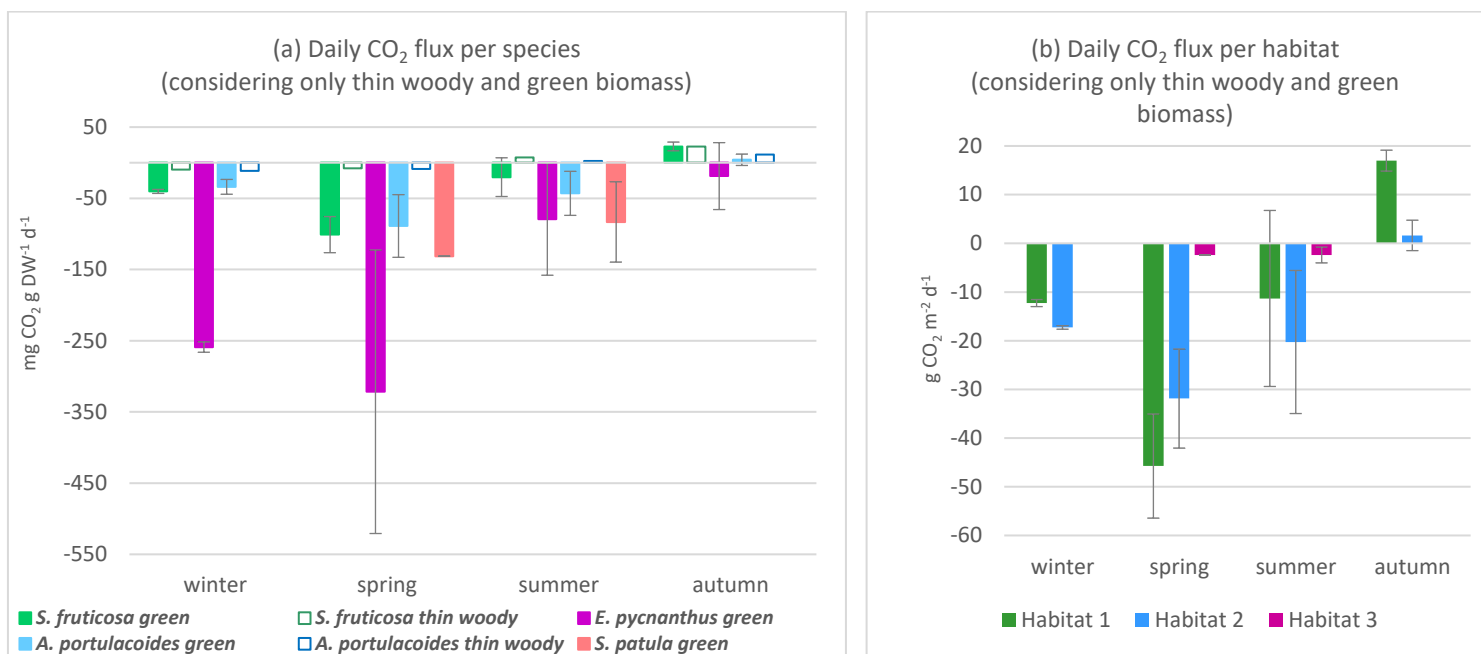 (a) Daily CO₂ flux per species
(considering only thin woody and green biomass)
mg CO₂ g DW⁻¹ d⁻¹
50
-50
-150
-250
-350
-450
-550
winter spring summer autumn
S. fruticosa green S. fruticosa thin woody E. pycnanthus green
A. portulacoides green A. portulacoides thin woody S. patula green
(b) Daily CO₂ flux per habitat
(considering only thin woody and green
biomass)
g CO₂ m⁻² d⁻¹
20
10
0
-10
-20
-30
-40
-50
-60
winter spring summer autumn
Habitat 1 Habitat 2 Habitat 3